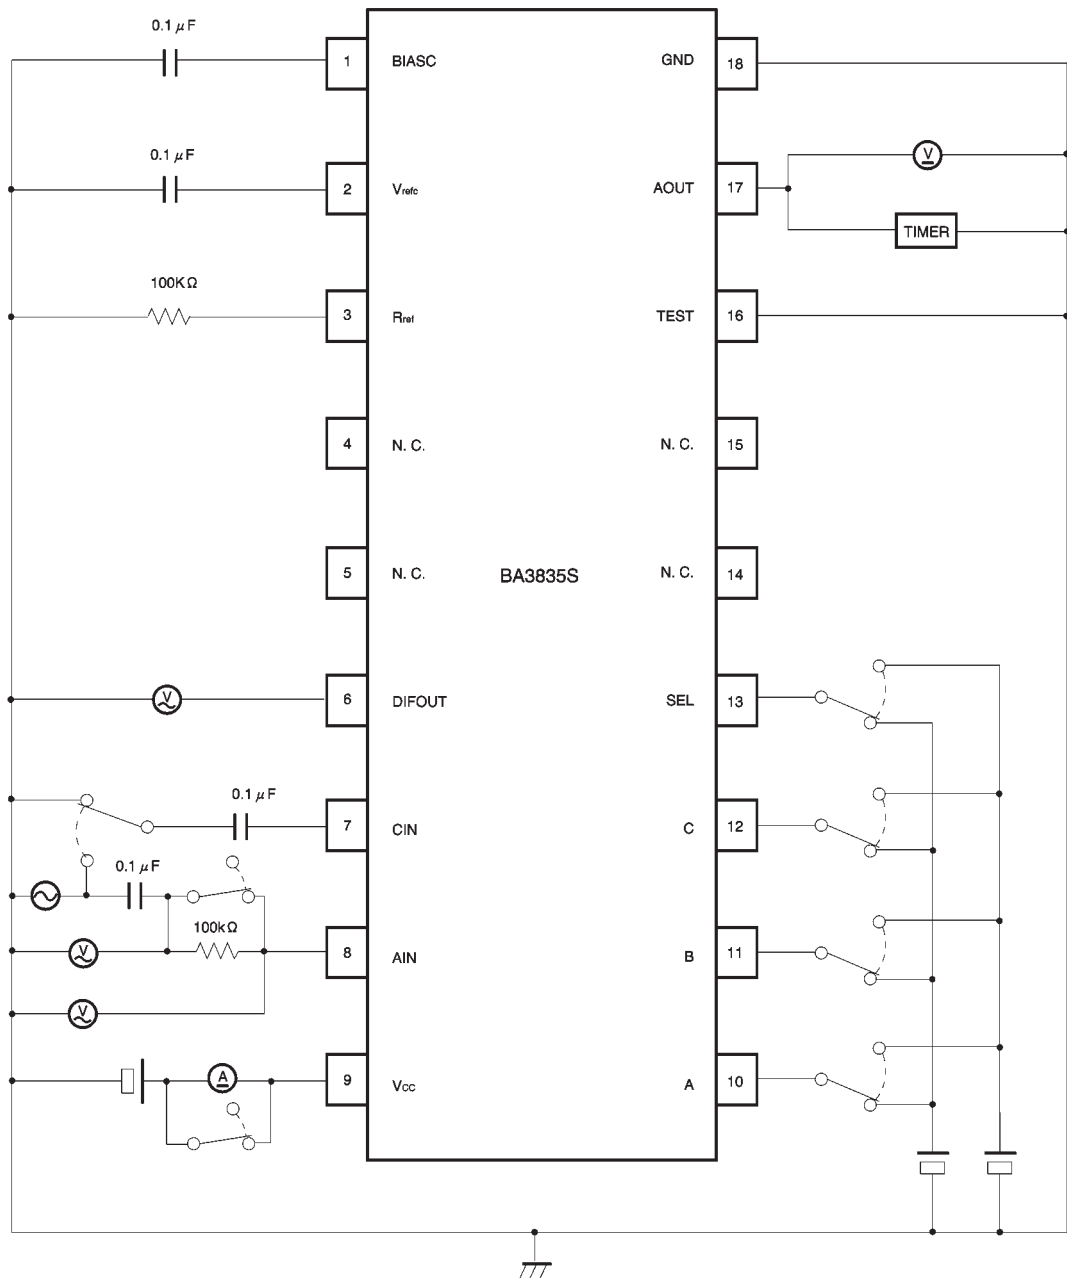 0.1 μF
1 BIASC GND 18
0.1 μF
V
2 Vrefc AOUT 17
TIMER
100KΩ
3 Rref TEST 16
4 N. C. N. C. 15
5 N. C. BA3835S N. C. 14
V
6 DIFOUT SEL 13
0.1 μF
7 CIN C 12
0.1 μF
100kΩ
V
8 AIN B 11
V
A
9 Vcc A 10